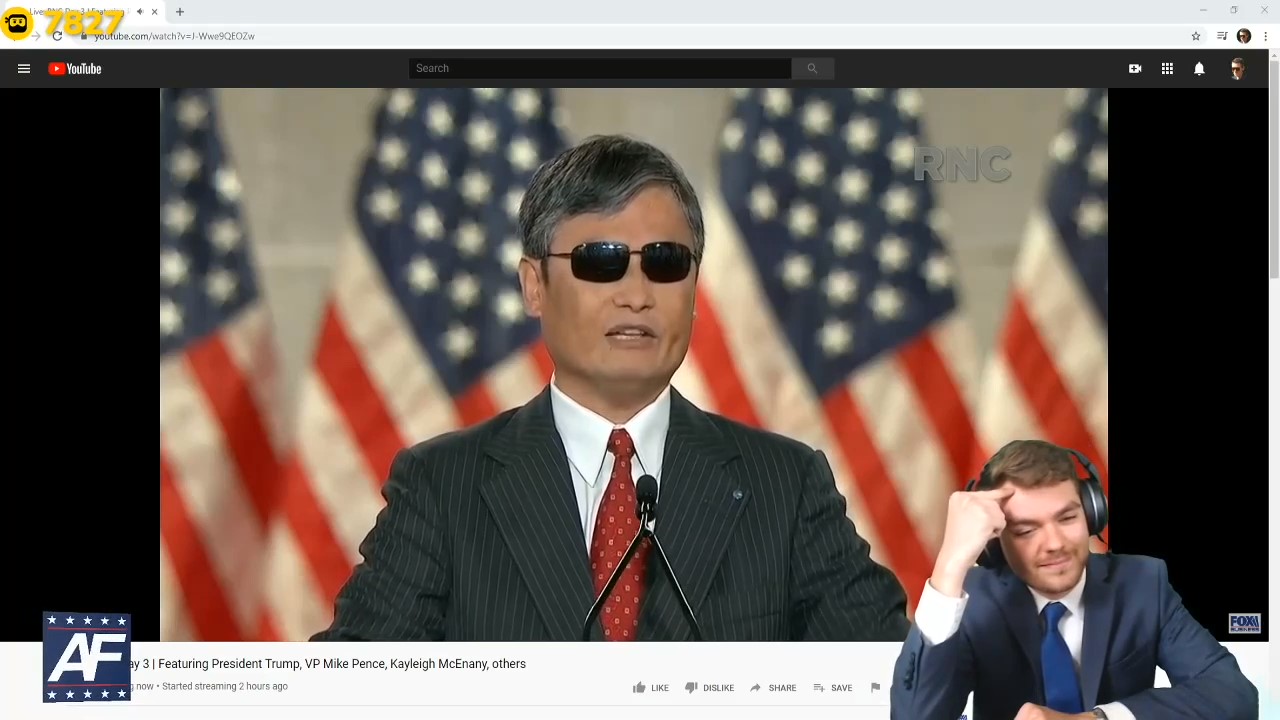 Live: RNC Day 3 | Featuring
7827
youtube.com/watch?v=J-Wwe9QEOZw
YouTube
Search
RNC
FOX
AF
ay 3 | Featuring President Trump, VP Mike Pence, Kayleigh McEnany, others
g now • Started streaming 2 hours ago
LIKE
DISLIKE
SHARE
SAVE